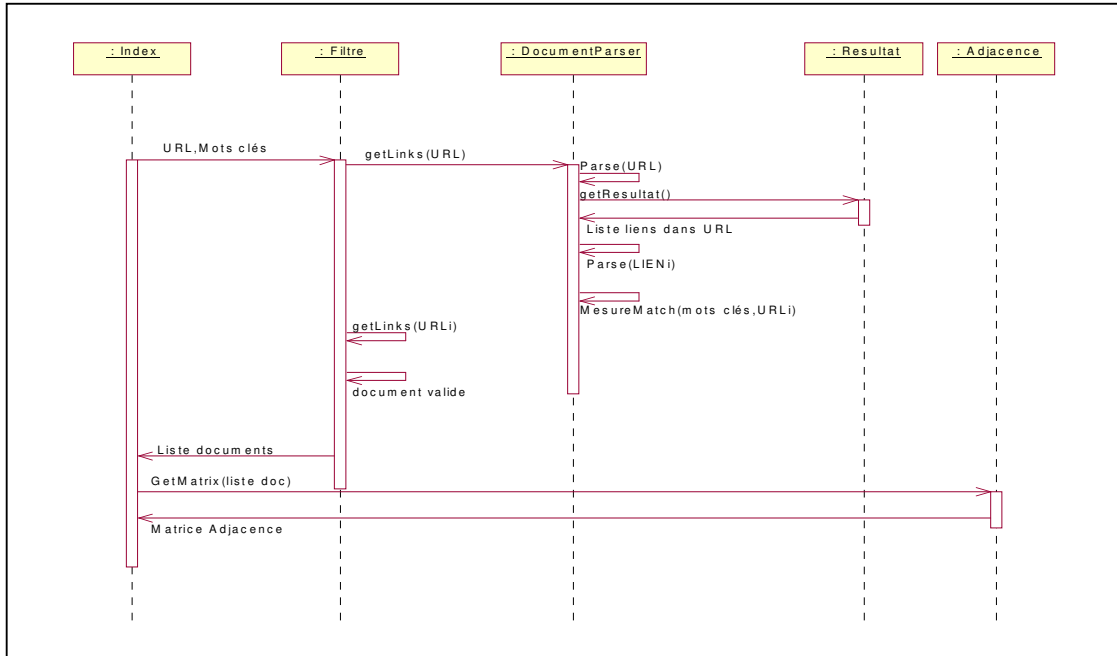 : Index
: Filtre
: DocumentParser
: Resultat
: Adjacence
URL,Mots clés
getLinks(URL)
Parse(URL)
getResultat()
Liste liens dans URL
Parse(LIENi)
MesureMatch(mots clés,URLi)
getLinks(URLi)
document valide
Liste documents
GetMatrix(liste doc)
Matrice Adjacence